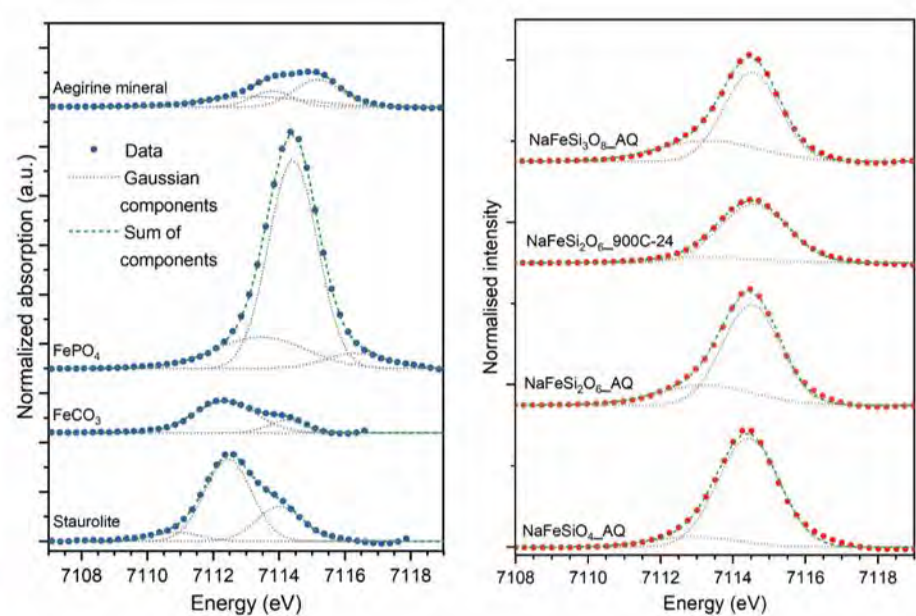 Aegirine mineral
Data
Gaussian
components
Sum of
components
FePO₄
FeCO₃
Staurolite
Normalized absorption (a.u.)
7108 7110 7112 7114 7116 7118
Energy (eV)
NaFeSi₃O₈_AQ
NaFeSi₂O₆_900C-24
NaFeSi₂O₆_AQ
NaFeSiO₄_AQ
Normalised intensity
7108 7110 7112 7114 7116 7118
Energy (eV)